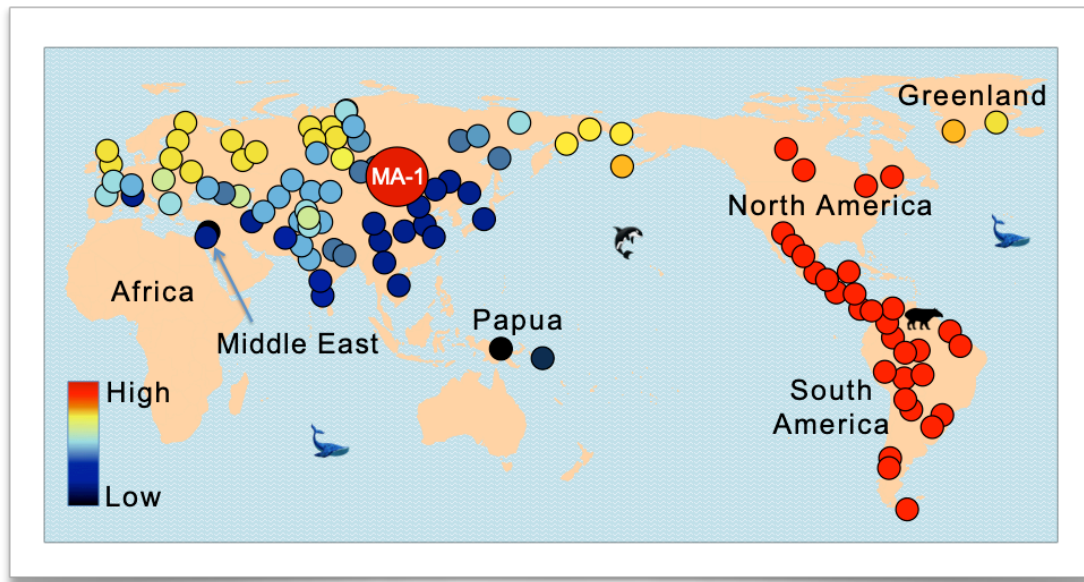 Greenland
MA-1
North America
Africa
Papua
Middle East
High
South
America
Low